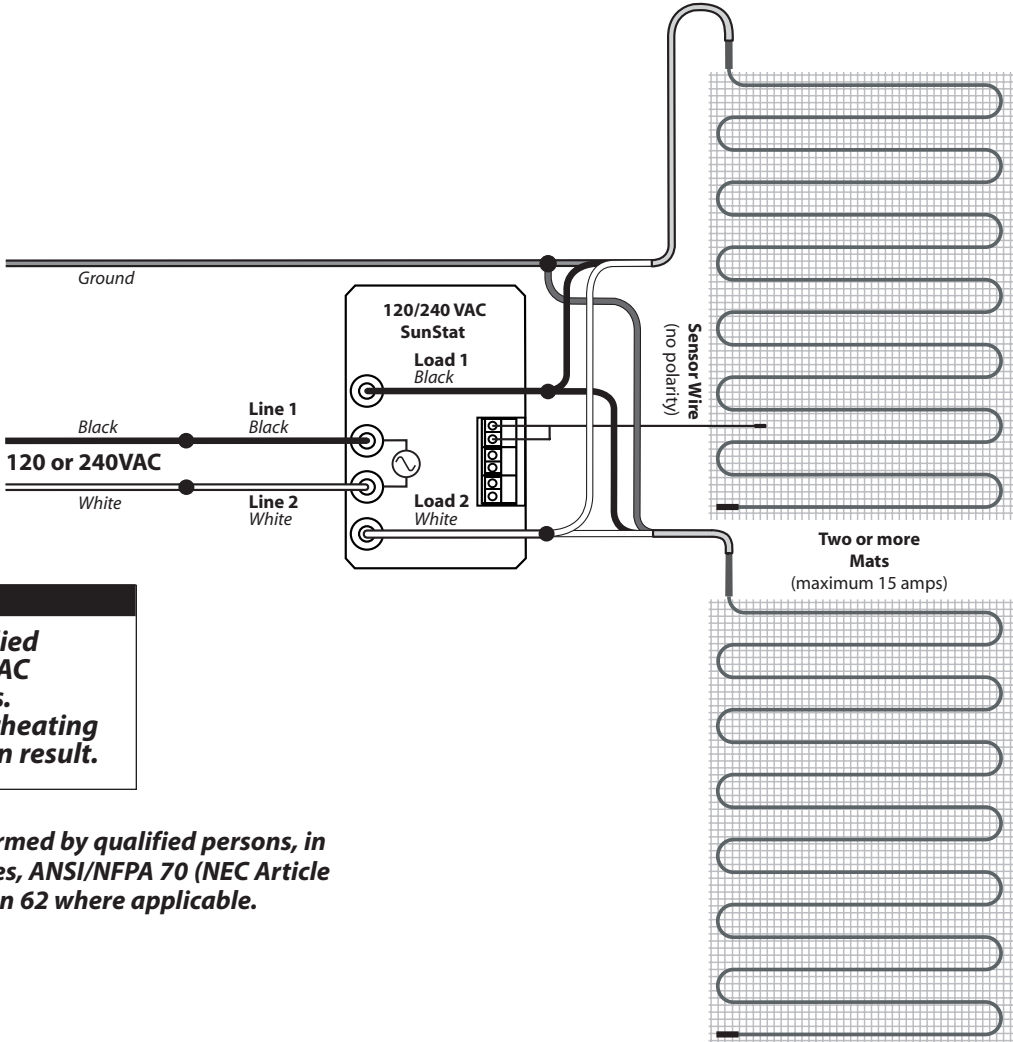 Ground
120/240 VAC
SunStat
Load 1
Black
Line 1
Black
Black
120 or 240VAC
White
Line 2
White
Load 2
White
Sensor Wire
(no polarity)
Two or more
Mats
(maximum 15 amps)
AC
s.
n result.
rmed by qualified persons, in
es, ANSI/NFPA 70 (NEC Article
n 62 where applicable.